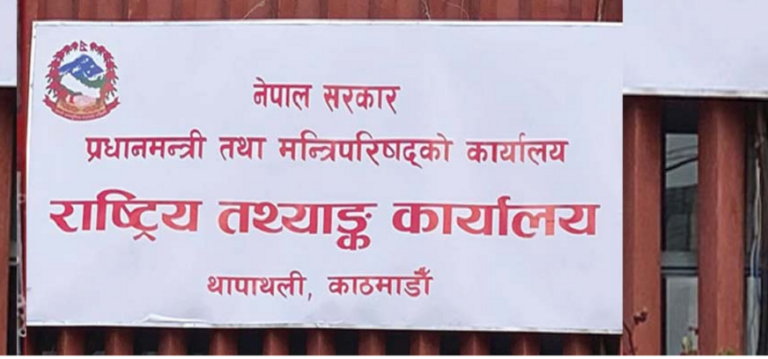 नेपाल सरकार
प्रधानमन्त्री तथा मन्त्रिपरिषद्को कार्यालय
राष्ट्रिय तथ्याङ्क कार्यालय
थापाथली, काठमाडौँ